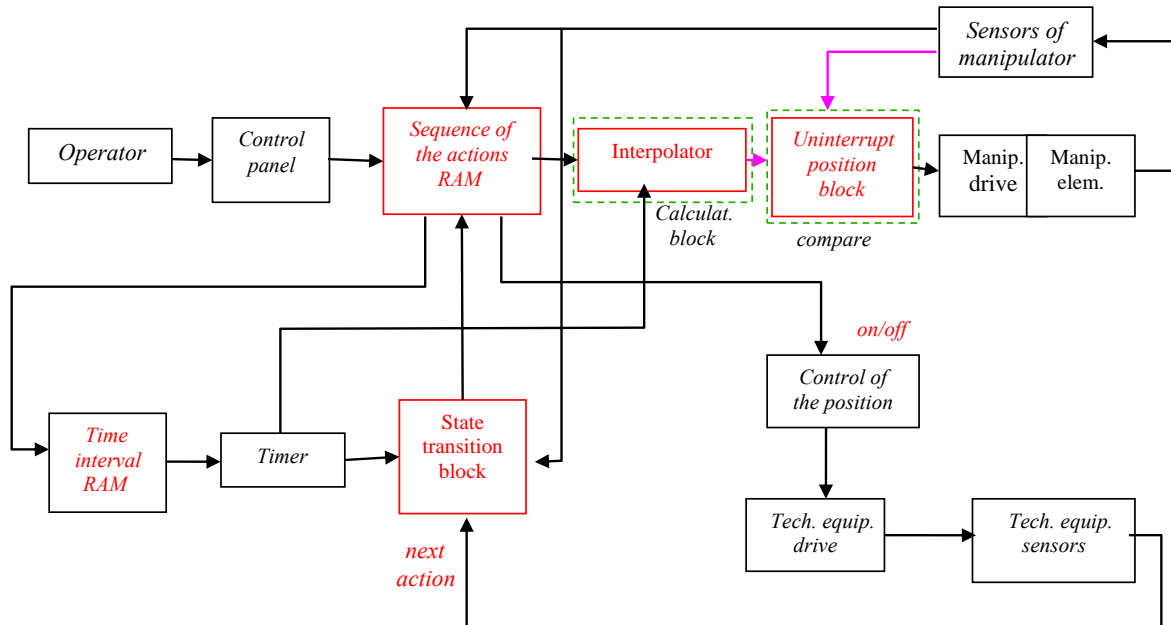 Sensors of
manipulator
Operator
Control
panel
Sequence of
the actions
RAM
Interpolator
Uninterrupt
position
block
Manip.
drive
Manip.
elem.
Calculat.
block
compare
on/off
Control of
the position
Time
interval
RAM
Timer
State
transition
block
Tech. equip.
drive
Tech. equip.
sensors
next
action